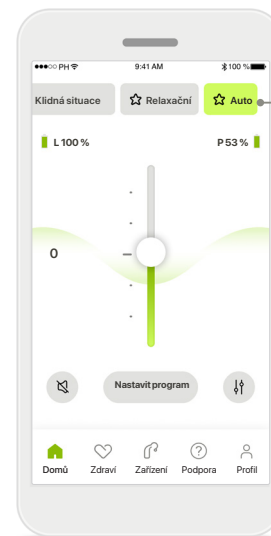 ●●●○○ PH 9:41 AM 100 %
Klidná situace Relaxační Auto
L 100 % P 53 %
0
Nastavit program
Domů Zdraví Zařízení Podpora Profil